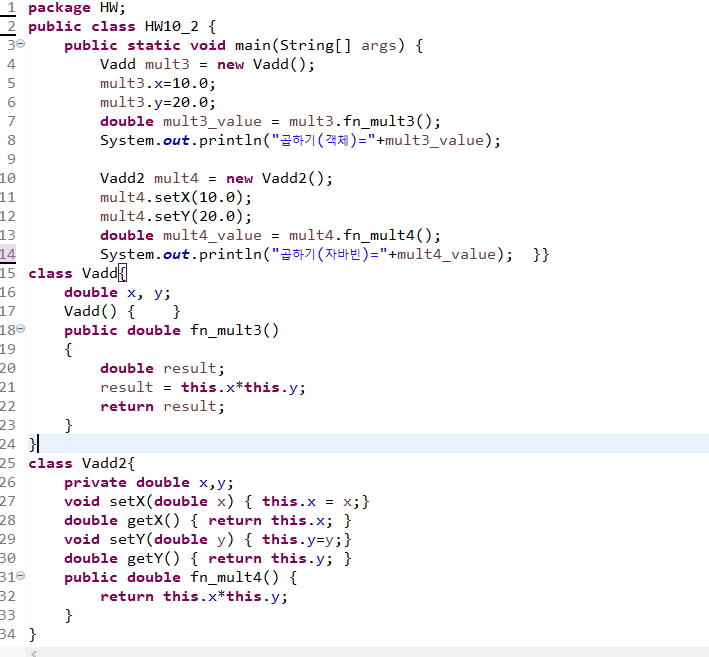 1 package HW;
2 public class HW10_2 {
3 public static void main(String[] args) {
4 Vadd mult3 = new Vadd();
5 mult3.x=10.0;
6 mult3.y=20.0;
7 double mult3_value = mult3.fn_mult3();
8 System.out.println("곱하기(객체)="+mult3_value);
9
10 Vadd2 mult4 = new Vadd2();
11 mult4.setX(10.0);
12 mult4.setY(20.0);
13 double mult4_value = mult4.fn_mult4();
14 System.out.println("곱하기(자바빈)="+mult4_value); }}
15 class Vadd{
16 double x, y;
17 Vadd() { }
18 public double fn_mult3()
19 {
20 double result;
21 result = this.x*this.y;
22 return result;
23 }
24 }
25 class Vadd2{
26 private double x,y;
27 void setX(double x) { this.x = x;}
28 double getX() { return this.x; }
29 void setY(double y) { this.y=y;}
30 double getY() { return this.y; }
31 public double fn_mult4() {
32 return this.x*this.y;
33 }
34 }